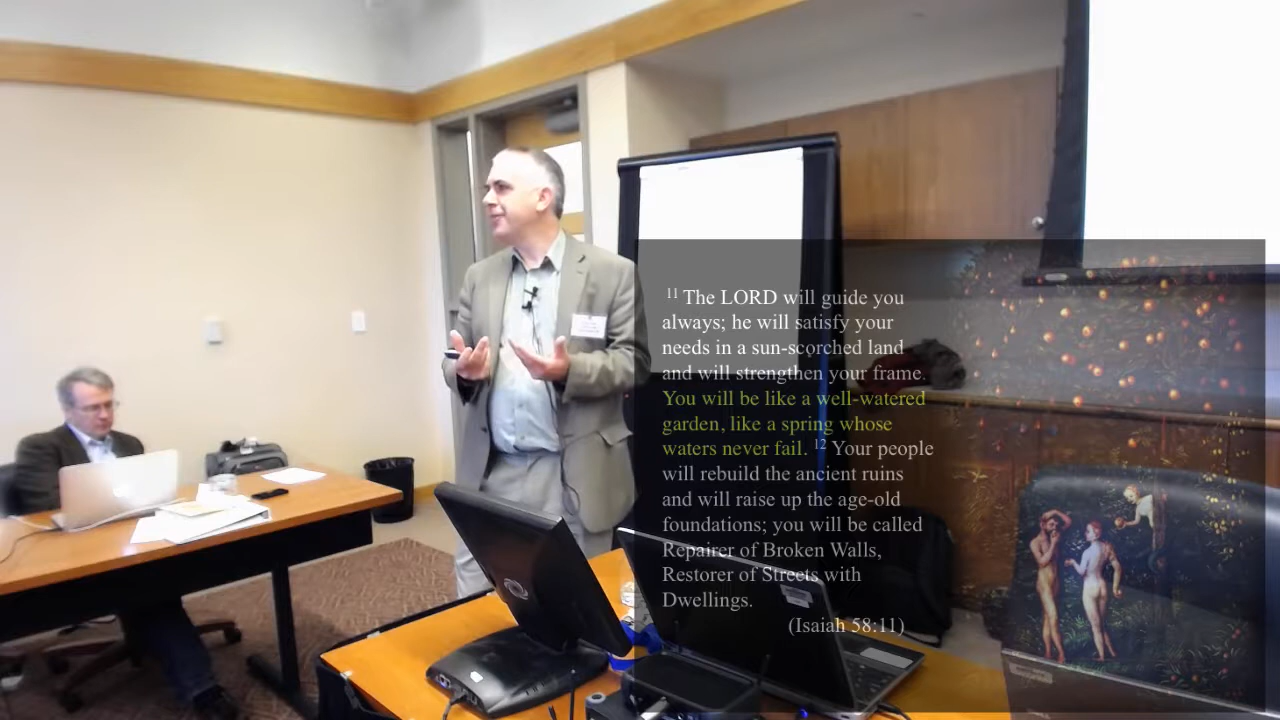 11 The LORD will guide you
always; he will satisfy your
needs in a sun-scorched land
and will strengthen your frame.
You will be like a well-watered
garden, like a spring whose
waters never fail. 12 Your people
will rebuild the ancient ruins
and will raise up the age-old
foundations; you will be called
Repairer of Broken Walls,
Restorer of Streets with
Dwellings.
(Isaiah 58:11)